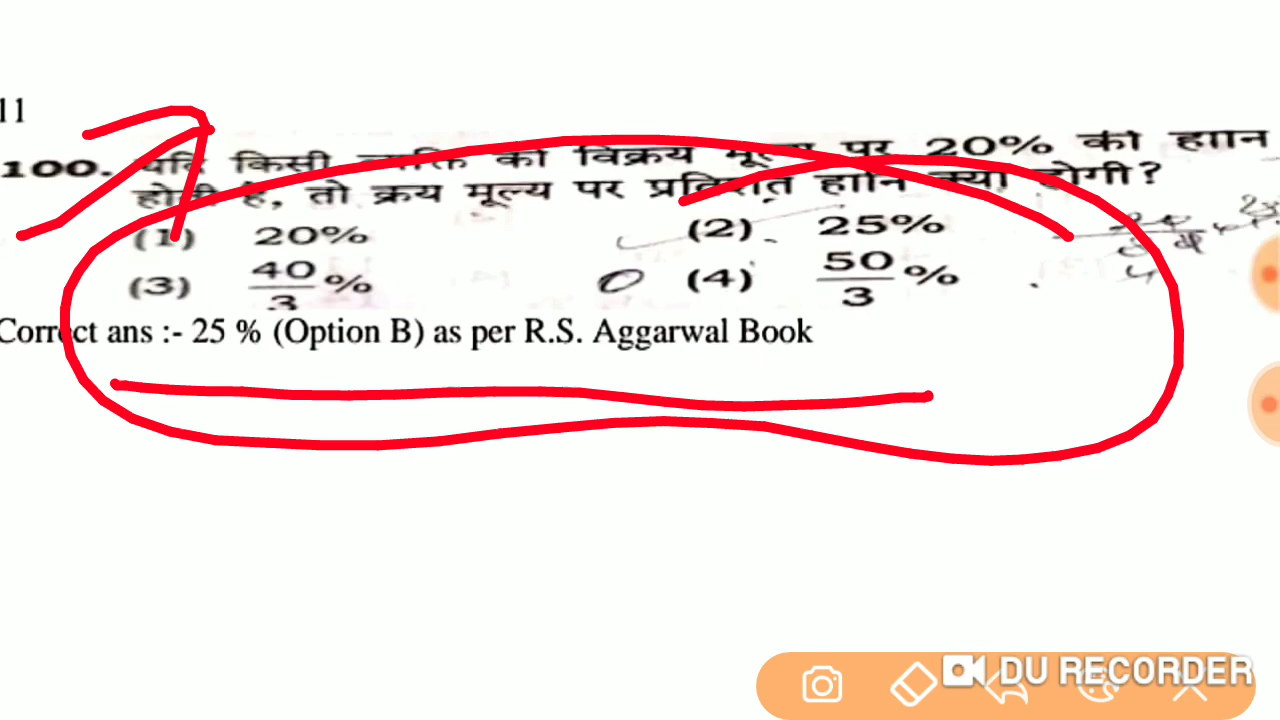 11
100. यदि किसी व्यक्ति को विक्रय मूल्य पर 20% की हानि
होती है, तो क्रय मूल्य पर प्रतिशत हानि क्या होगी?
(1) 20% (2) 25%
(3) 40/3 % (4) 50/3 %
Correct ans :- 25 % (Option B) as per R.S. Aggarwal Book
DU RECORDER